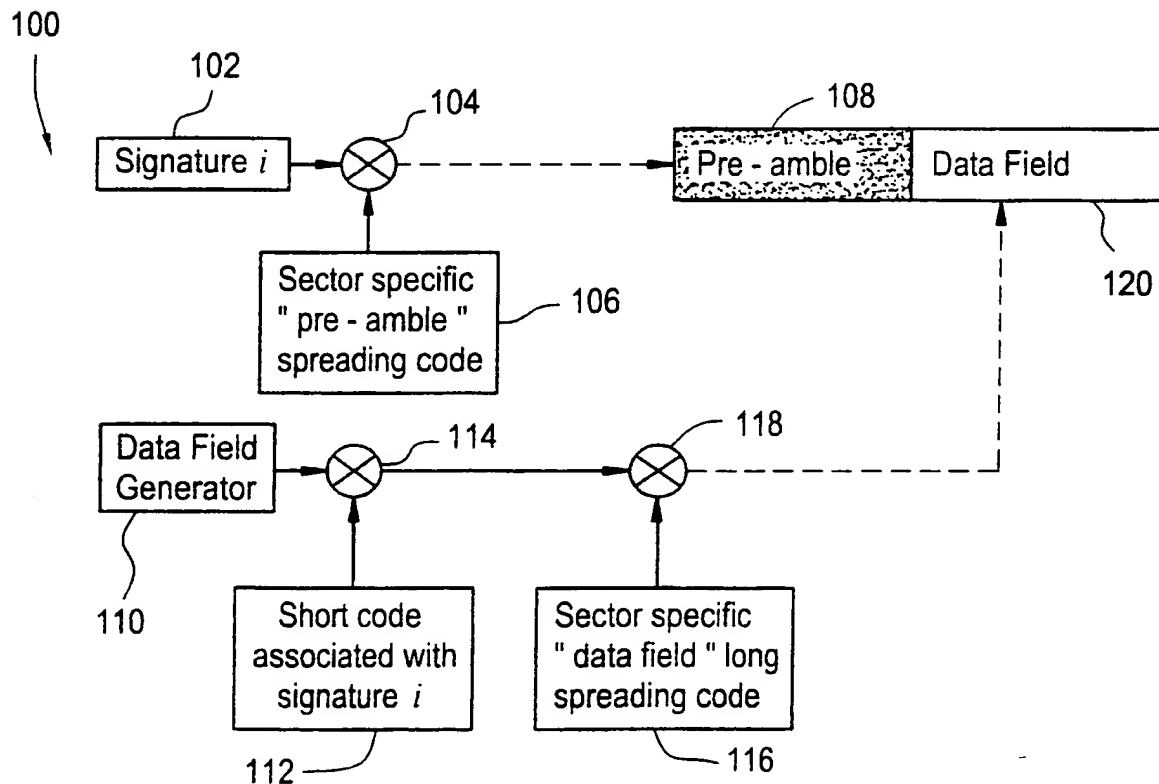 100
102
104
108
Signature i
Pre - amble
Data Field
Sector specific
" pre - amble "
spreading code
106
120
Data Field
Generator
114
118
110
Short code
associated with
signature i
Sector specific
" data field " long
spreading code
112
116